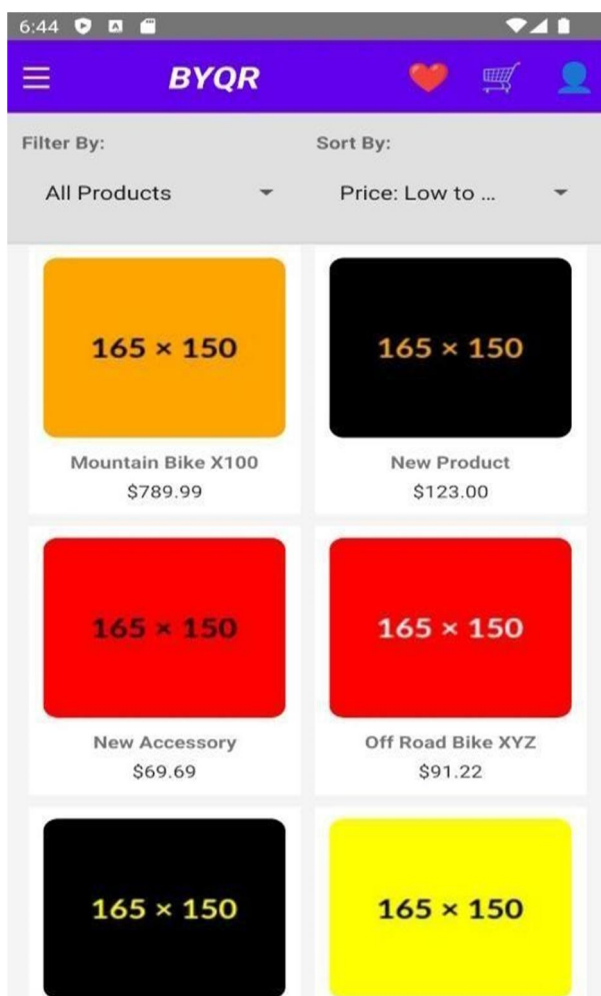 6:44
BYQR
Filter By: Sort By:
All Products Price: Low to ...
165 × 150 165 × 150
Mountain Bike X100 New Product
$789.99 $123.00
165 × 150 165 × 150
New Accessory Off Road Bike XYZ
$69.69 $91.22
165 × 150 165 × 150